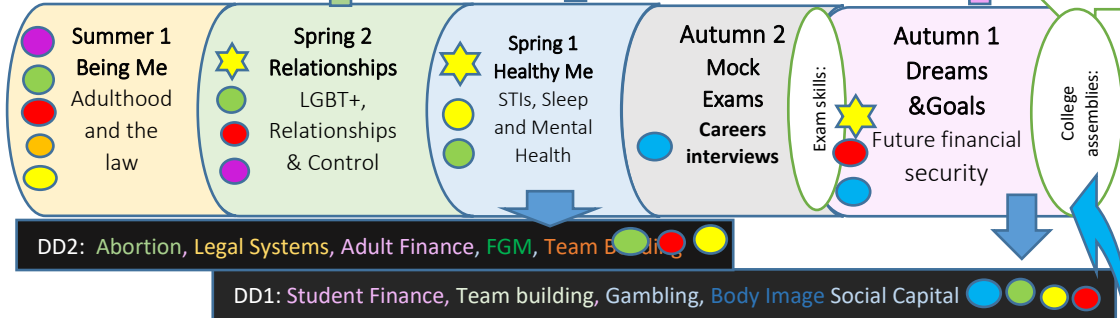 Summer 1
Being Me
Adulthood
and the
law
Spring 2
Relationships
LGBT+,
Relationships
& Control
Spring 1
Healthy Me
STIs, Sleep
and Mental
Health
Autumn 2
Mock
Exams
Careers
interviews
Exam skills:
Autumn 1
Dreams
&Goals
Future financial
security
College
assemblies:
DD2: Abortion, Legal Systems, Adult Finance, FGM, Team Building
DD1: Student Finance, Team building, Gambling, Body Image Social Capital